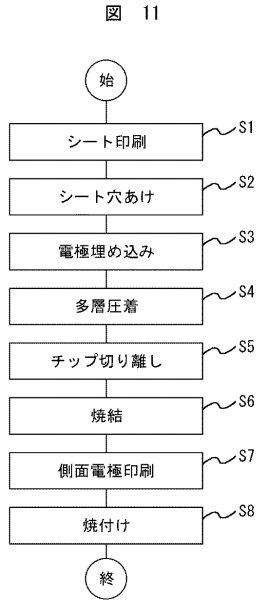 図 11
始
シート印刷 S1
シート穴あけ S2
電極埋め込み S3
多層圧着 S4
チップ切り離し S5
焼結 S6
側面電極印刷 S7
焼付け S8
終